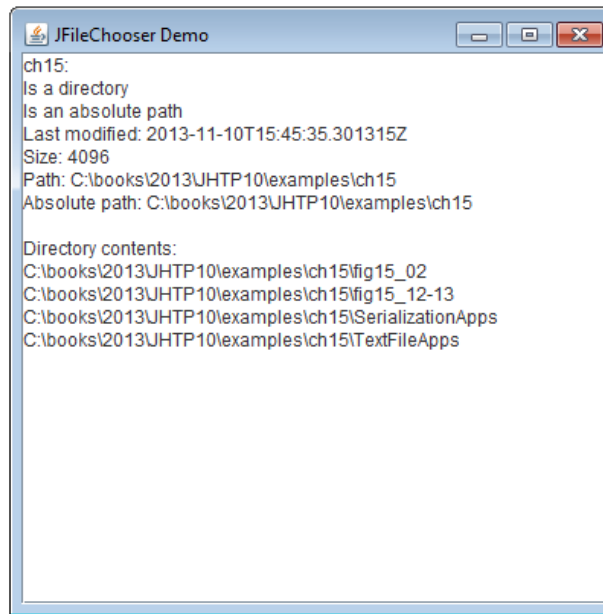 JFileChooser Demo
ch15:
Is a directory
Is an absolute path
Last modified: 2013-11-10T15:45:35.301315Z
Size: 4096
Path: C:\books\2013\JHTP10\examples\ch15
Absolute path: C:\books\2013\JHTP10\examples\ch15
Directory contents:
C:\books\2013\JHTP10\examples\ch15\fig15_02
C:\books\2013\JHTP10\examples\ch15\fig15_12-13
C:\books\2013\JHTP10\examples\ch15\SerializationApps
C:\books\2013\JHTP10\examples\ch15\TextFileApps